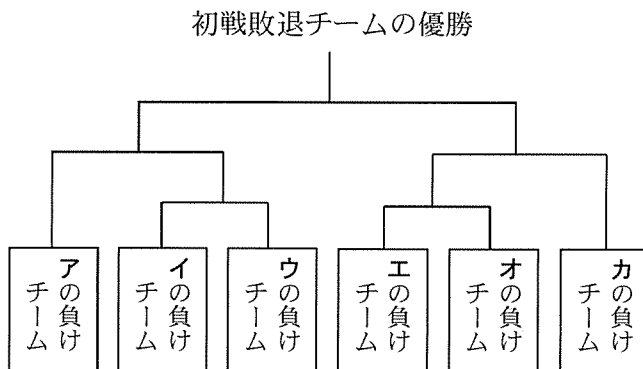 初戦敗退チームの優勝
アの負け
チーム
イの負け
チーム
ウの負け
チーム
エの負け
チーム
オの負け
チーム
カの負け
チーム